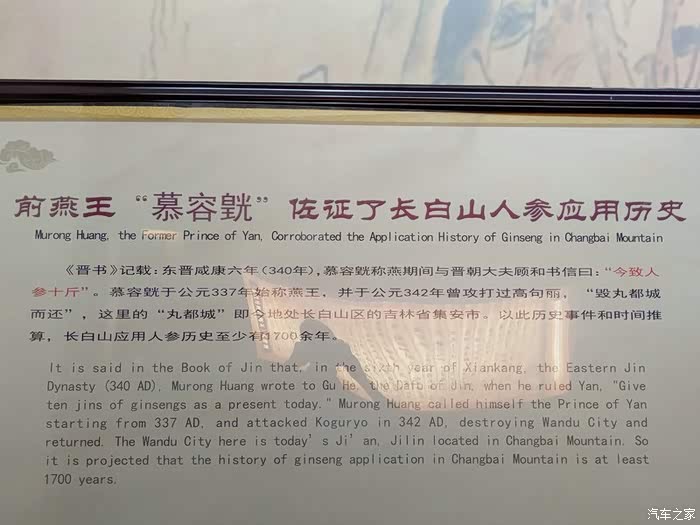 前燕王“慕容皝”佐证了长白山人参应用历史
Murong Huang, the Former Prince of Yan, Corroborated the Application History of Ginseng in Changbai Mountain
《晋书》记载：东晋咸康六年（340年），慕容皝称燕期间与晋朝大夫顾和书信曰：“今致人
参十斤”。慕容皝于公元337年始称燕王，并于公元342年曾攻打过高句丽，“毁丸都城
而还”，这里的“丸都城”即今地处长白山区的吉林省集安市。以此历史事件和时间推
算，长白山应用人参历史至少有1700余年。
It is said in the Book of Jin that, in the sixth year of Xiankang, the Eastern Jin
Dynasty (340 AD), Murong Huang wrote to Gu He, the Dafu of Jin, when he ruled Yan, "Give
ten jins of ginsengs as a present today." Murong Huang called himself the Prince of Yan
starting from 337 AD, and attacked Koguryo in 342 AD, destroying Wandu City and
returned. The Wandu City here is today's Ji'an, Jilin located in Changbai Mountain. So
it is projected that the history of ginseng application in Changbai Mountain is at least
1700 years.
汽车之家